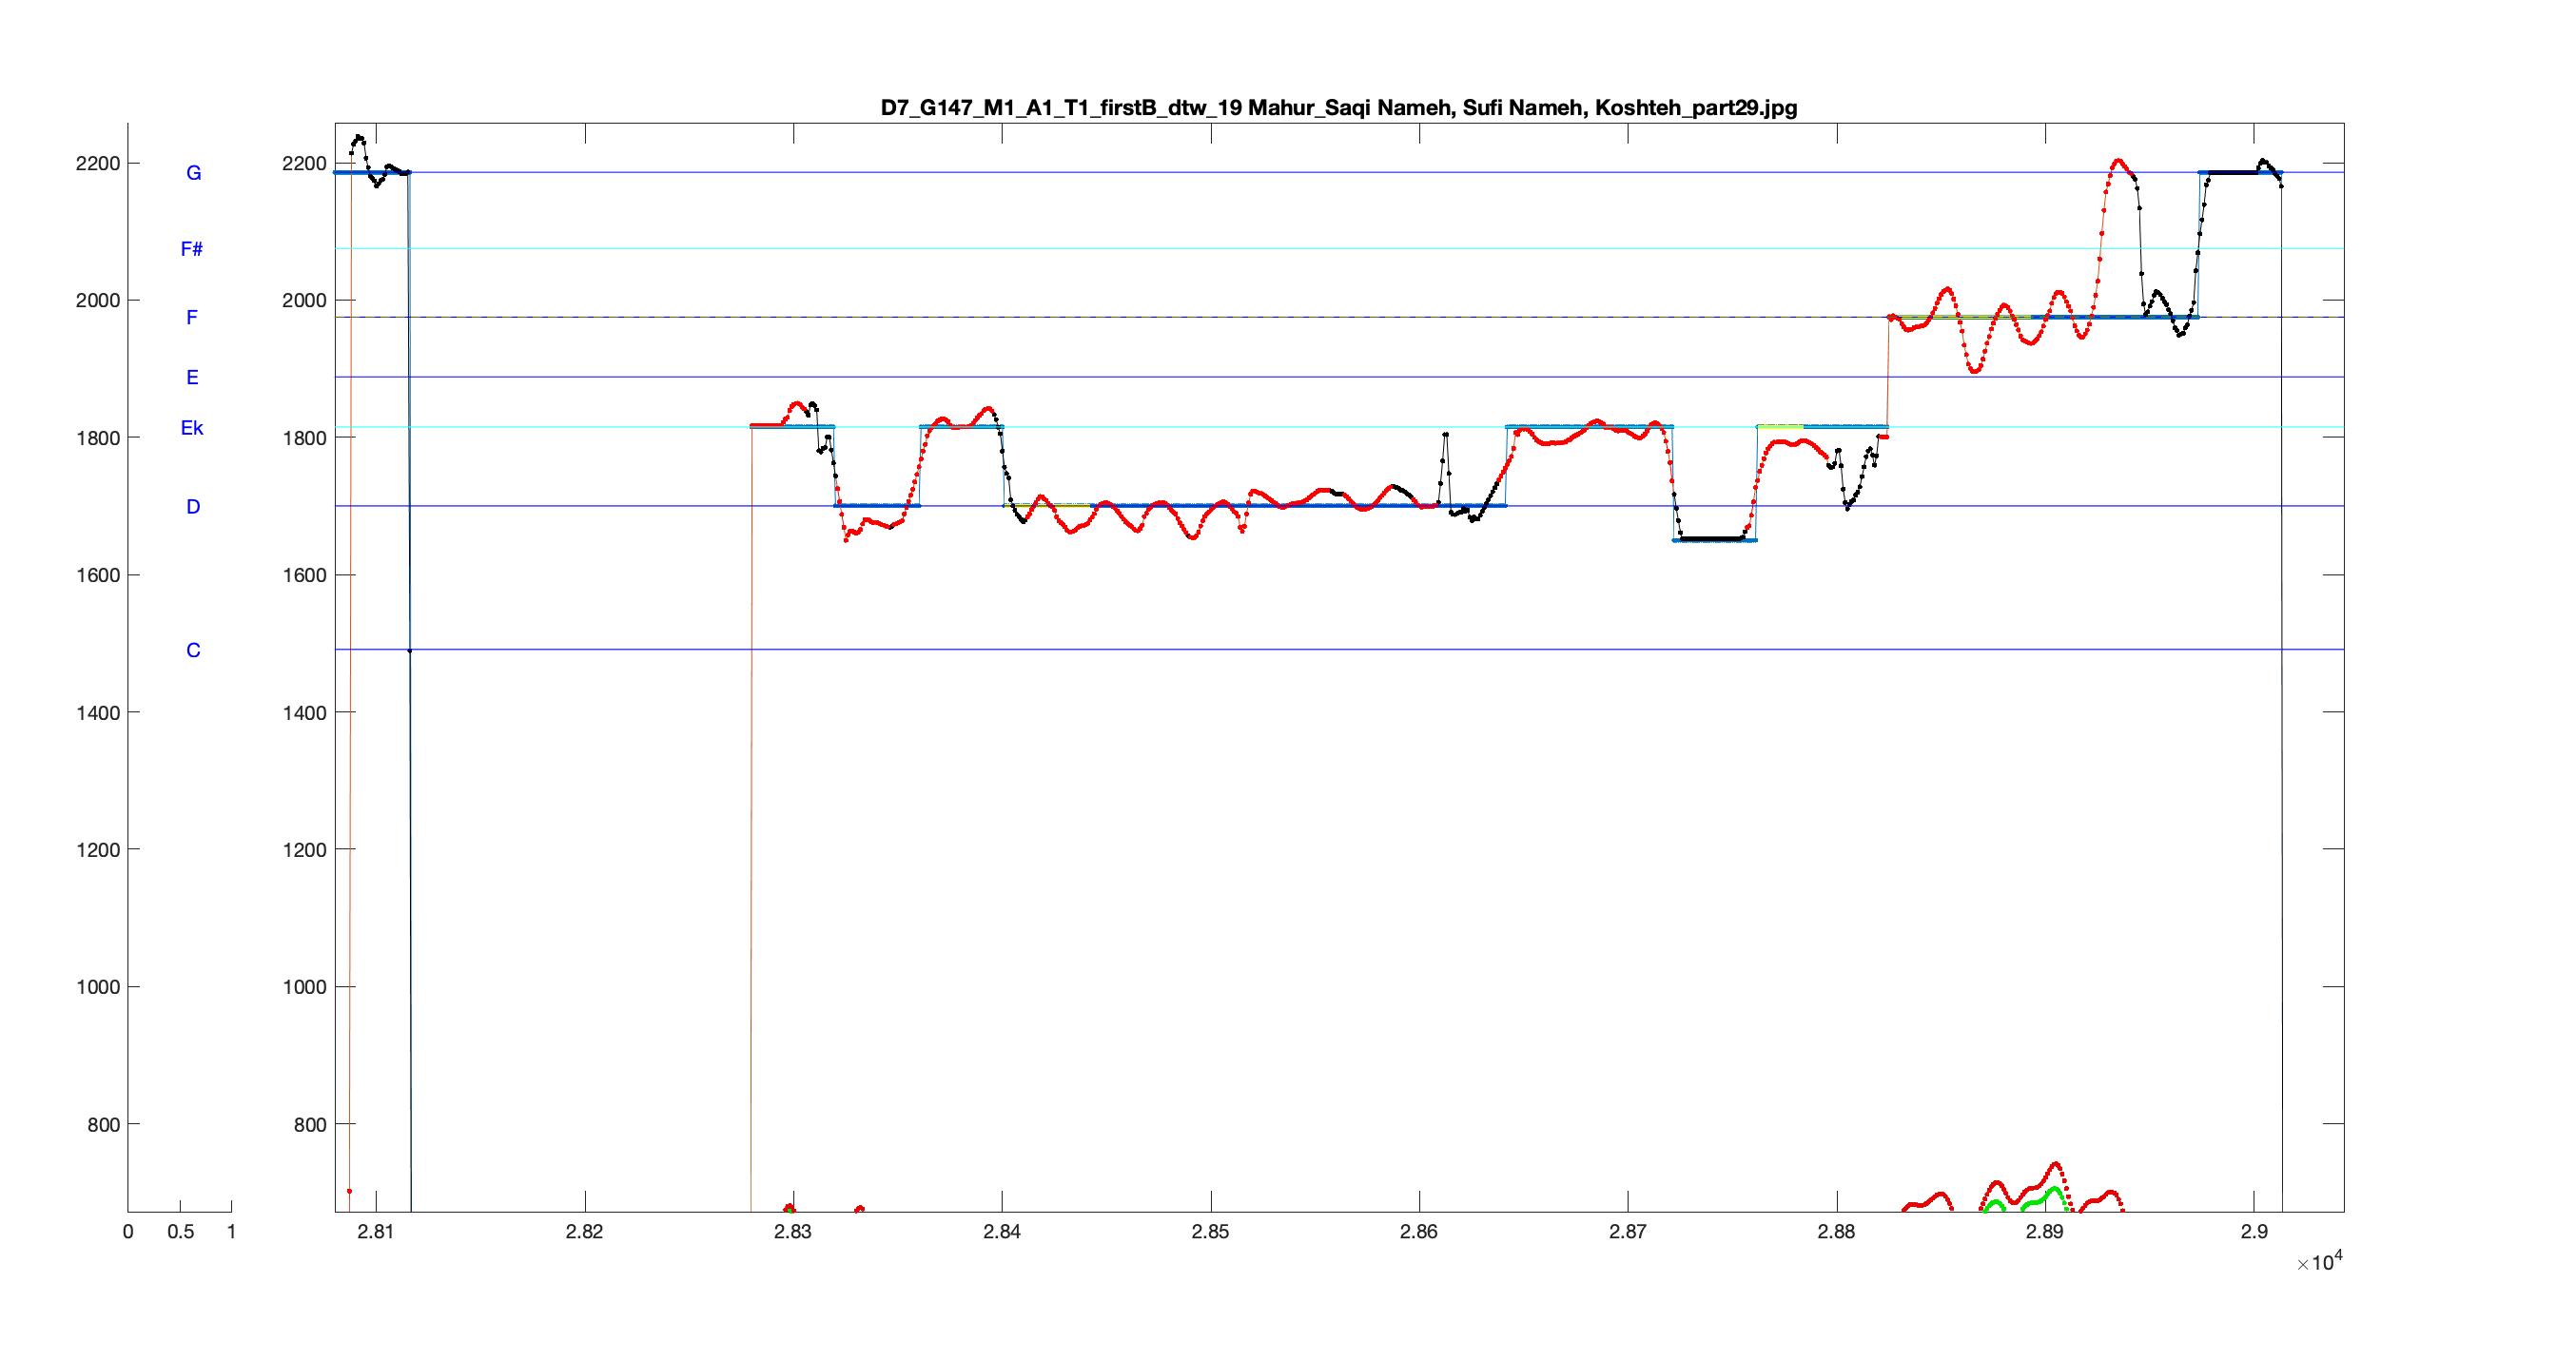 D7_G147_M1_A1_T1_firstB_dtw_19 Mahur_Saqi Nameh, Sufi Nameh, Koshteh_part29.jpg
2200 G 2200
F#
2000 F 2000
E
1800 Ek 1800
D
1600 1600
C
1400 1400
1200 1200
1000 1000
800 800
0 0.5 1 2.81 2.82 2.83 2.84 2.85 2.86 2.87 2.88 2.89 2.9
×10⁴